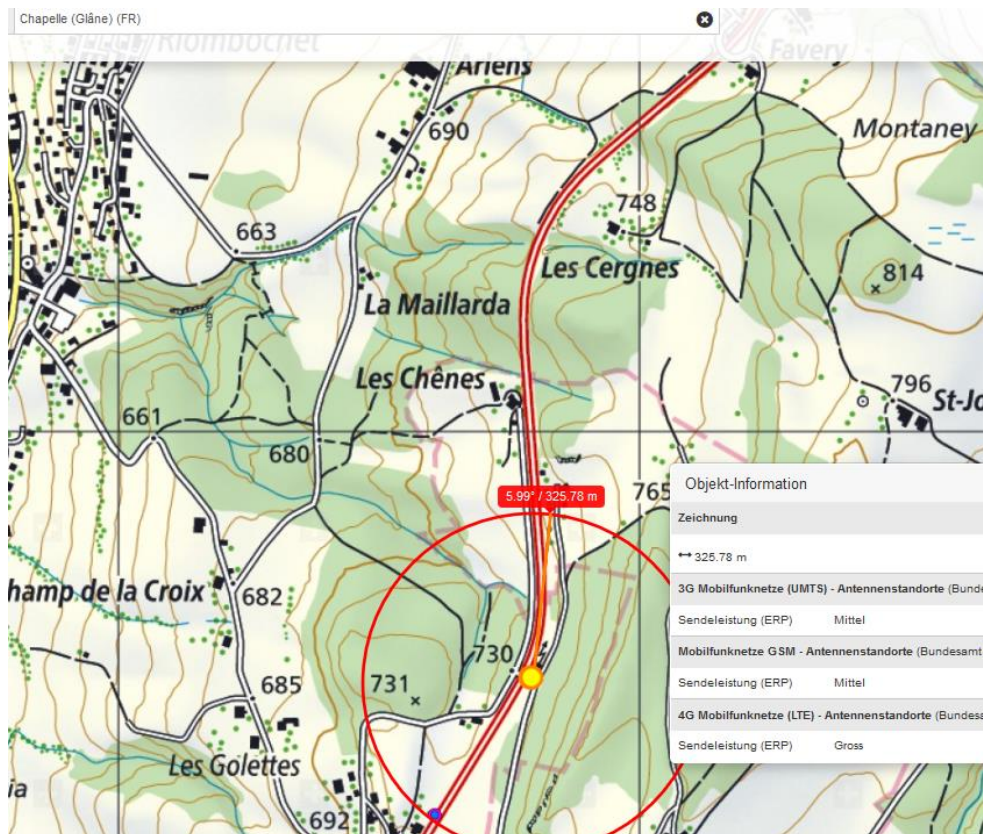 Chapelle (Glâne) (FR)
Riombochet
Favery
Arlens
690
Montaney
748
663
814
Les Cergnes
La Maillarda
Les Chênes
796
St-Jo
661
680
765
5.99° / 325.78 m
Objekt-Information
Zeichnung
325.78 m
hamp de la Croix
682
3G Mobilfunknetze (UMTS) - Antennenstandorte (Bunde
Sendeleistung (ERP) Mittel
730
Mobilfunknetze GSM - Antennenstandorte (Bundesamt
731
685
Sendeleistung (ERP) Mittel
4G Mobilfunknetze (LTE) - Antennenstandorte (Bundesa
Sendeleistung (ERP) Gross
Les Golettes
ia
692